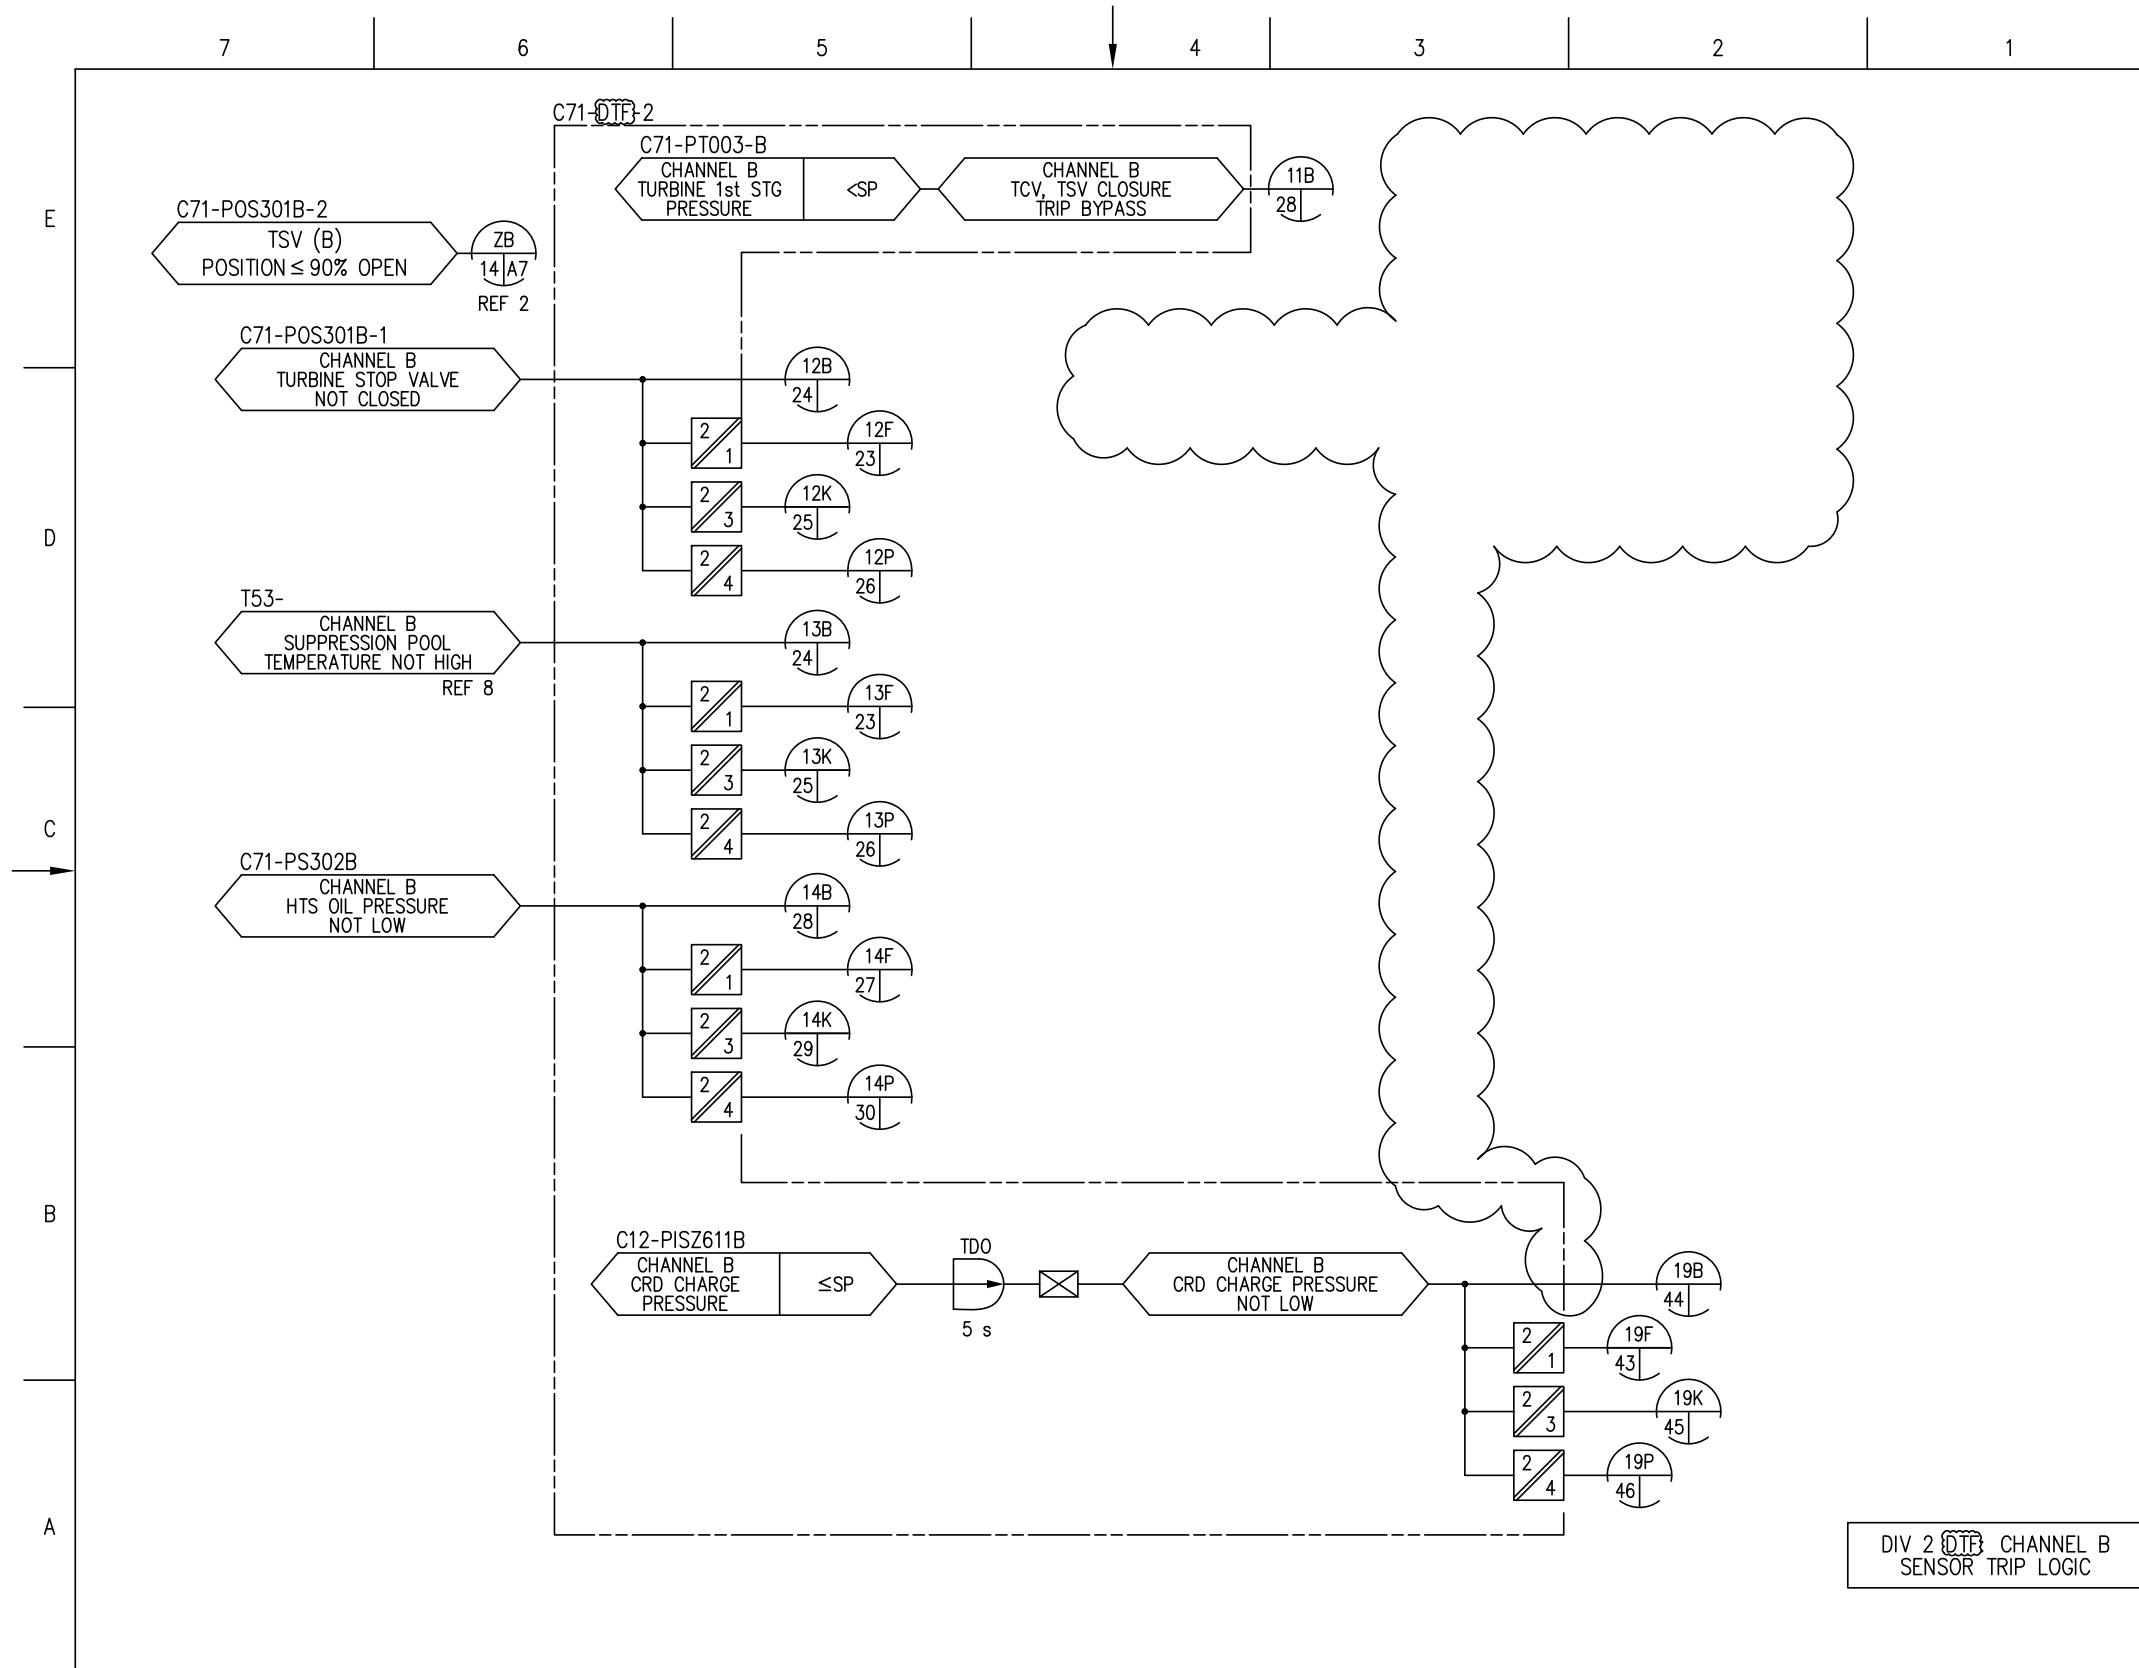 7 6 5 4 3 2 1
C71-DTF-2
C71-PT003-B
CHANNEL B
TURBINE 1st STG
PRESSURE
<SP
CHANNEL B
TCV, TSV CLOSURE
TRIP BYPASS
11B
28
E
C71-POS301B-2
TSV (B)
POSITION ≤ 90% OPEN
ZB
14 A7
REF 2
C71-POS301B-1
CHANNEL B
TURBINE STOP VALVE
NOT CLOSED
12B
24
2
1
12F
23
2
3
12K
25
D
2
4
12P
26
T53-
CHANNEL B
SUPPRESSION POOL
TEMPERATURE NOT HIGH
REF 8
13B
24
2
1
13F
23
2
3
13K
25
C
2
4
13P
26
C71-PS302B
CHANNEL B
HTS OIL PRESSURE
NOT LOW
14B
28
2
1
14F
27
2
3
14K
29
2
4
14P
30
B
C12-PISZ611B
CHANNEL B
CRD CHARGE
PRESSURE
≤SP
TDO
5 s
CHANNEL B
CRD CHARGE PRESSURE
NOT LOW
19B
44
2
1
19F
43
2
3
19K
45
2
4
19P
46
A
DIV 2 DTF CHANNEL B
SENSOR TRIP LOGIC